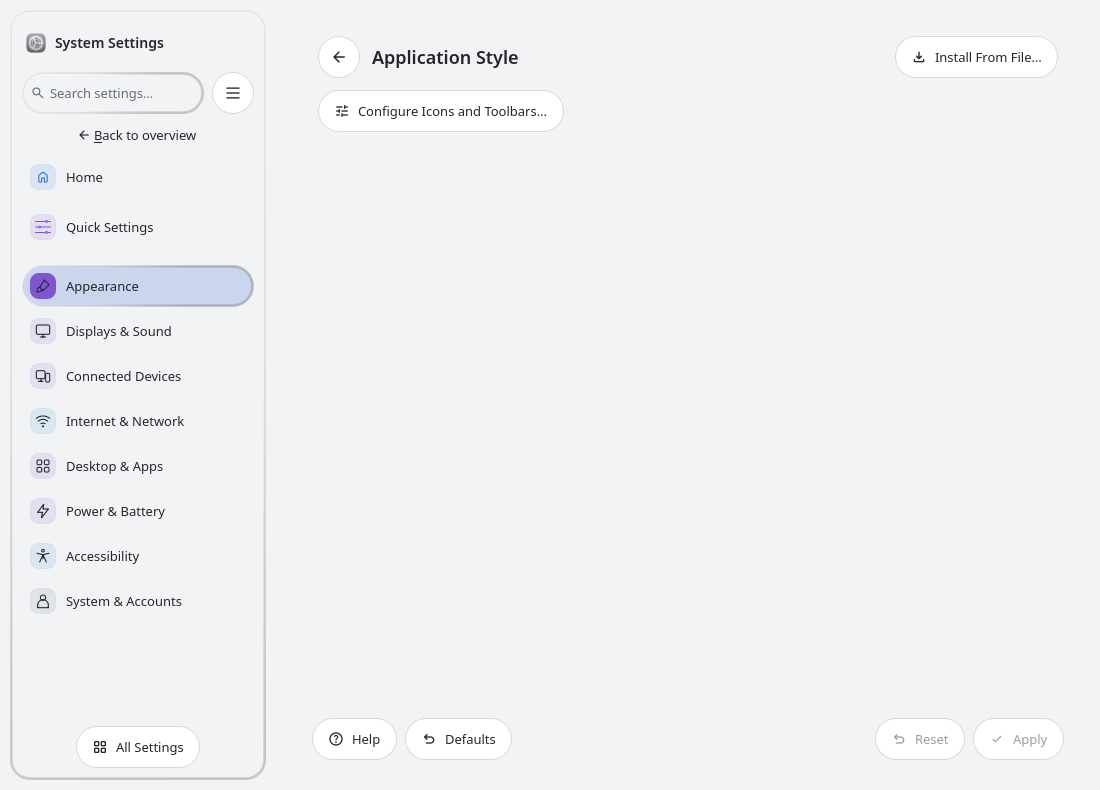 System Settings
Search settings...
Back to overview
Home
Quick Settings
Appearance
Displays & Sound
Connected Devices
Internet & Network
Desktop & Apps
Power & Battery
Accessibility
System & Accounts
All Settings
Application Style
Install From File...
Configure Icons and Toolbars...
Help
Defaults
Reset
Apply